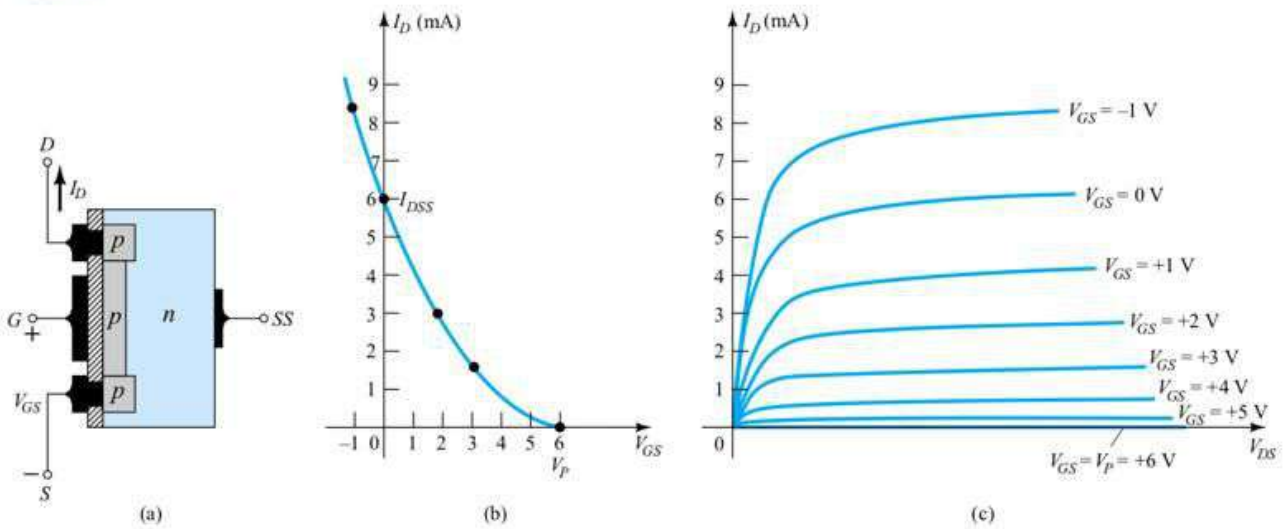 D
I_D
p
p
n
G
+
SS
p
V_GS
−
S
(a)
I_D (mA)
9
8
7
6
I_DSS
5
4
3
2
1
–1 0 1 2 3 4 5 6
V_GS
V_P
(b)
I_D (mA)
9
8
7
6
5
4
3
2
1
0
V_GS = –1 V
V_GS = 0 V
V_GS = +1 V
V_GS = +2 V
V_GS = +3 V
V_GS = +4 V
V_GS = +5 V
V_GS = V_P = +6 V
V_DS
(c)